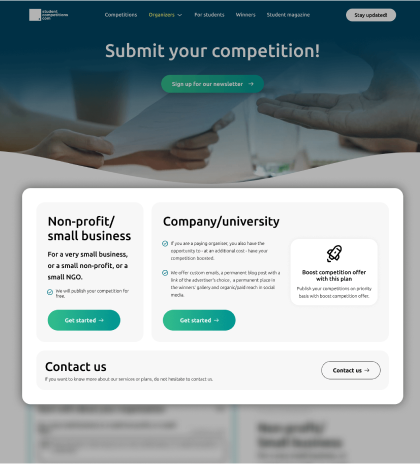 student
competitions
.com
Competitions
Organizers
For students
Winners
Student magazine
Stay updated!
Submit your competition!
Sign up for our newsletter →
Non-profit/
small business
For a very small business,
or a small non-profit, or a
small NGO.
We will publish your competition for
free.
Get started →
Company/university
If you are a paying organiser, you also have the
opportunity to - at an additional cost - have your
competition boosted.
We offer custom emails, a permanent blog post with a
link of the advertiser's choice, a permanent place in
the winners' gallery and organic/paid reach in social
media.
Get started →
Boost competition offer
with this plan
Publish your competitions on priority
basis with boost competition offer.
Contact us
If you want to know more about our services or plans, do not hesitate to contact us.
Contact us →
Non-profit/
Small business